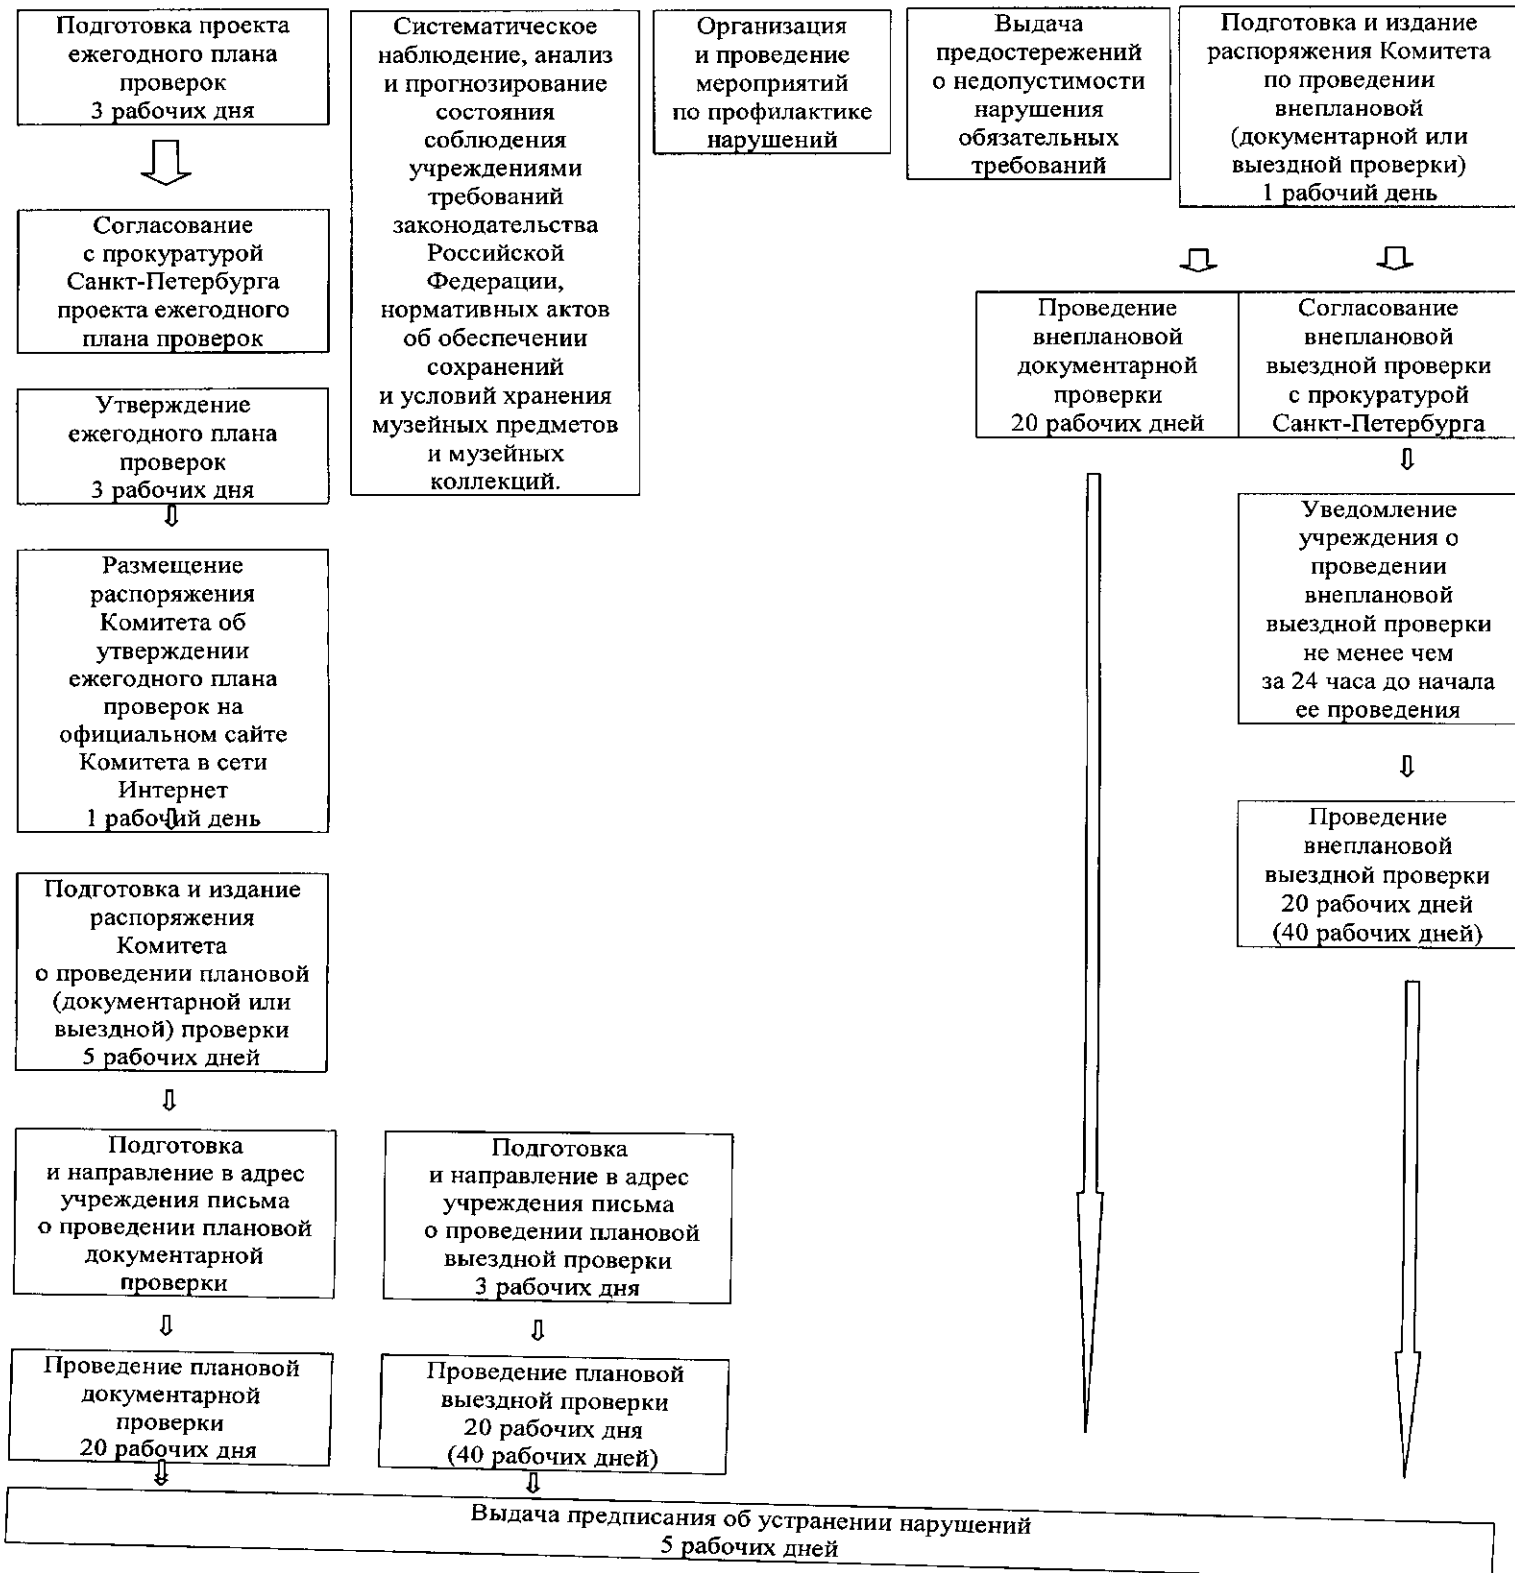 Подготовка проекта
ежегодного плана
проверок
3 рабочих дня
Согласование
с прокуратурой
Санкт-Петербурга
проекта ежегодного
плана проверок
Утверждение
ежегодного плана
проверок
3 рабочих дня
Размещение
распоряжения
Комитета об
утверждении
ежегодного плана
проверок на
официальном сайте
Комитета в сети
Интернет
1 рабочий день
Подготовка и издание
распоряжения
Комитета
о проведении плановой
(документарной или
выездной) проверки
5 рабочих дней
Подготовка
и направление в адрес
учреждения письма
о проведении плановой
документарной
проверки
Проведение плановой
документарной
проверки
20 рабочих дня
Систематическое
наблюдение, анализ
и прогнозирование
состояния
соблюдения
учреждениями
требований
законодательства
Российской
Федерации,
нормативных актов
об обеспечении
сохранений
и условий хранения
музейных предметов
и музейных
коллекций.
Подготовка
и направление в адрес
учреждения письма
о проведении плановой
выездной проверки
3 рабочих дня
Проведение плановой
выездной проверки
20 рабочих дня
(40 рабочих дней)
Организация
и проведение
мероприятий
по профилактике
нарушений
Выдача
предостережений
о недопустимости
нарушения
обязательных
требований
Подготовка и издание
распоряжения Комитета
по проведении
внеплановой
(документарной или
выездной проверки)
1 рабочий день
Проведение
внеплановой
документарной
проверки
20 рабочих дней
Согласование
внеплановой
выездной проверки
с прокуратурой
Санкт-Петербурга
Уведомление
учреждения о
проведении
внеплановой
выездной проверки
не менее чем
за 24 часа до начала
ее проведения
Проведение
внеплановой
выездной проверки
20 рабочих дней
(40 рабочих дней)
Выдача предписания об устранении нарушений
5 рабочих дней